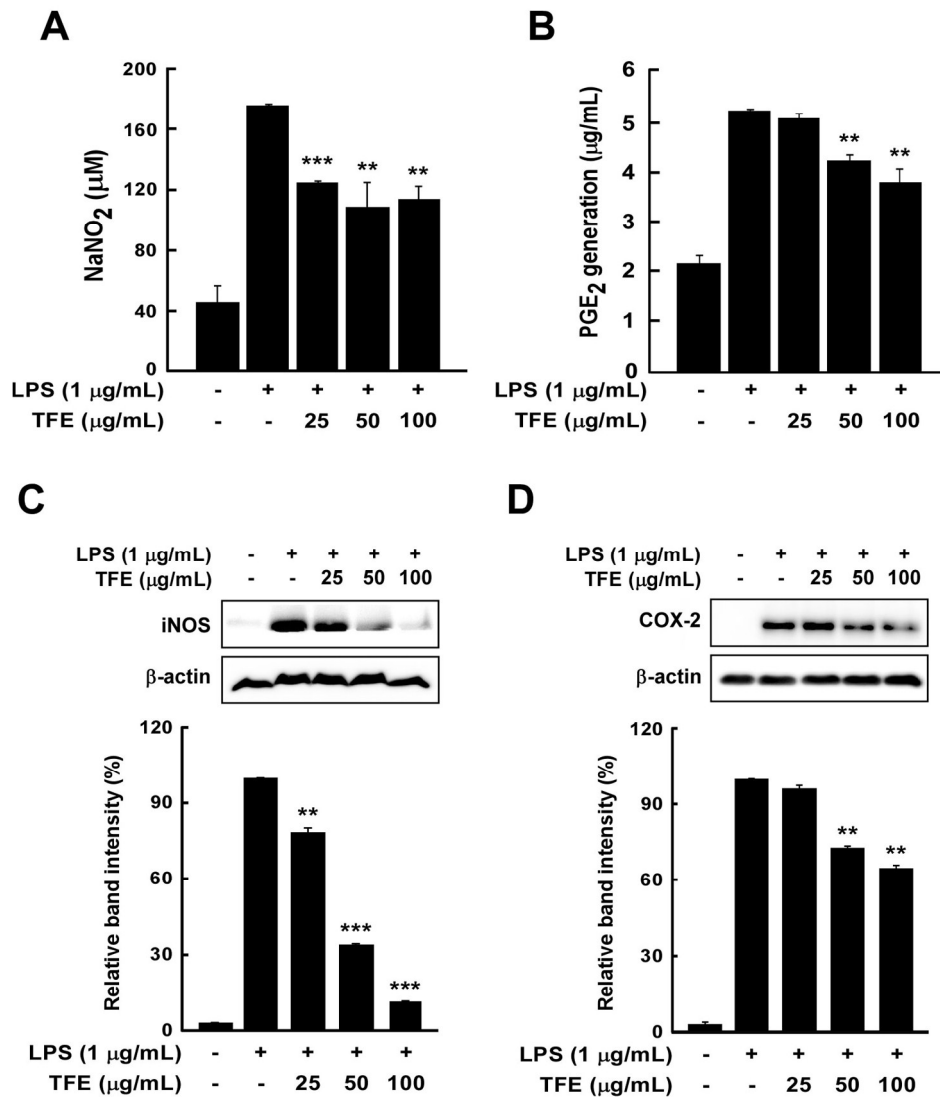 A
NaNO2 (μM)
200
160
120
80
40
0
*** ** **
LPS (1 μg/mL) - + + + +
TFE (μg/mL) - - 25 50 100
B
PGE2 generation (μg/mL)
6
5
4
3
2
1
0
** **
LPS (1 μg/mL) - + + + +
TFE (μg/mL) - - 25 50 100
C
LPS (1 μg/mL) - + + + +
TFE (μg/mL) - - 25 50 100
iNOS
β-actin
Relative band intensity (%)
120
90
60
30
0
** *** ***
LPS (1 μg/mL) - + + + +
TFE (μg/mL) - - 25 50 100
D
LPS (1 μg/mL) - + + + +
TFE (μg/mL) - - 25 50 100
COX-2
β-actin
Relative band intensity (%)
120
90
60
30
0
** **
LPS (1 μg/mL) - + + + +
TFE (μg/mL) - - 25 50 100